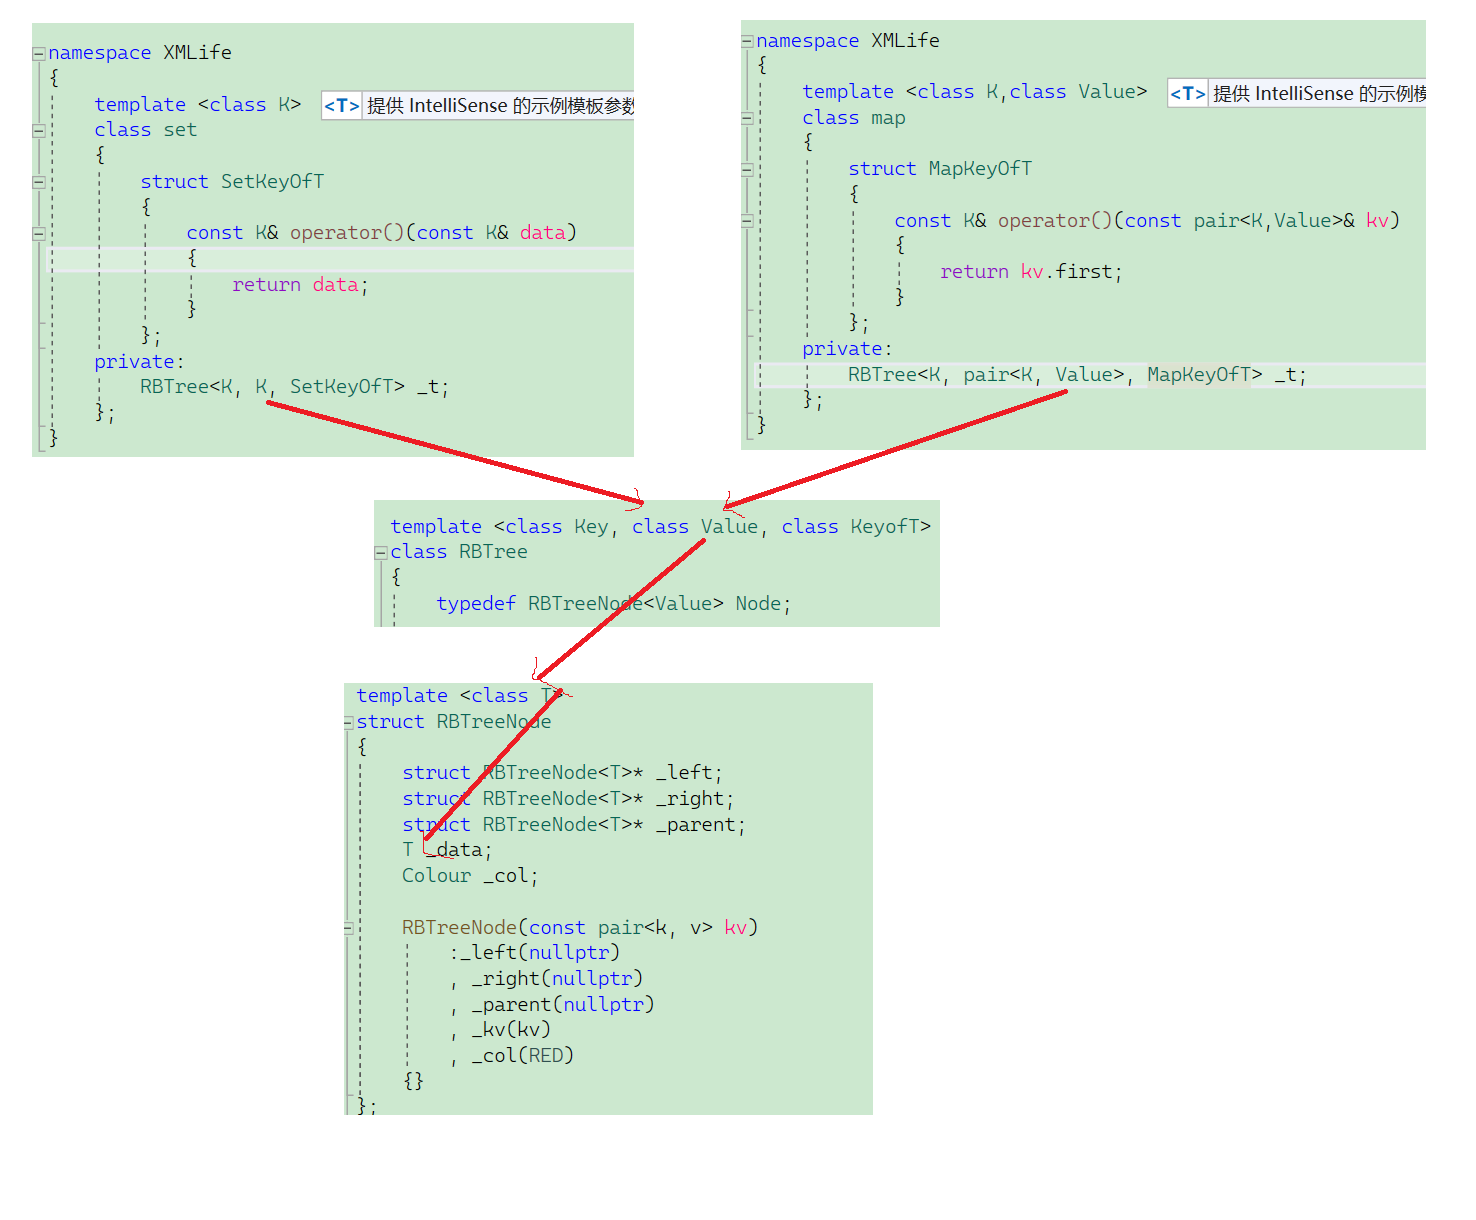 namespace XMLife
{
template <class K> <T> 提供 IntelliSense 的示例模板参数
class set
{
struct SetKeyOfT
{
const K& operator()(const K& data)
{
return data;
}
};
private:
RBTree<K, K, SetKeyOfT> _t;
};
}
namespace XMLife
{
template <class K,class Value> <T> 提供 IntelliSense 的示例模
class map
{
struct MapKeyOfT
{
const K& operator()(const pair<K,Value>& kv)
{
return kv.first;
}
};
private:
RBTree<K, pair<K, Value>, MapKeyOfT> _t;
};
}
template <class Key, class Value, class KeyofT>
class RBTree
{
typedef RBTreeNode<Value> Node;
template <class T>
struct RBTreeNode
{
struct RBTreeNode<T>* _left;
struct RBTreeNode<T>* _right;
struct RBTreeNode<T>* _parent;
T _data;
Colour _col;
RBTreeNode(const pair<k, v> kv)
:_left(nullptr)
, _right(nullptr)
, _parent(nullptr)
, _kv(kv)
, _col(RED)
{}
};